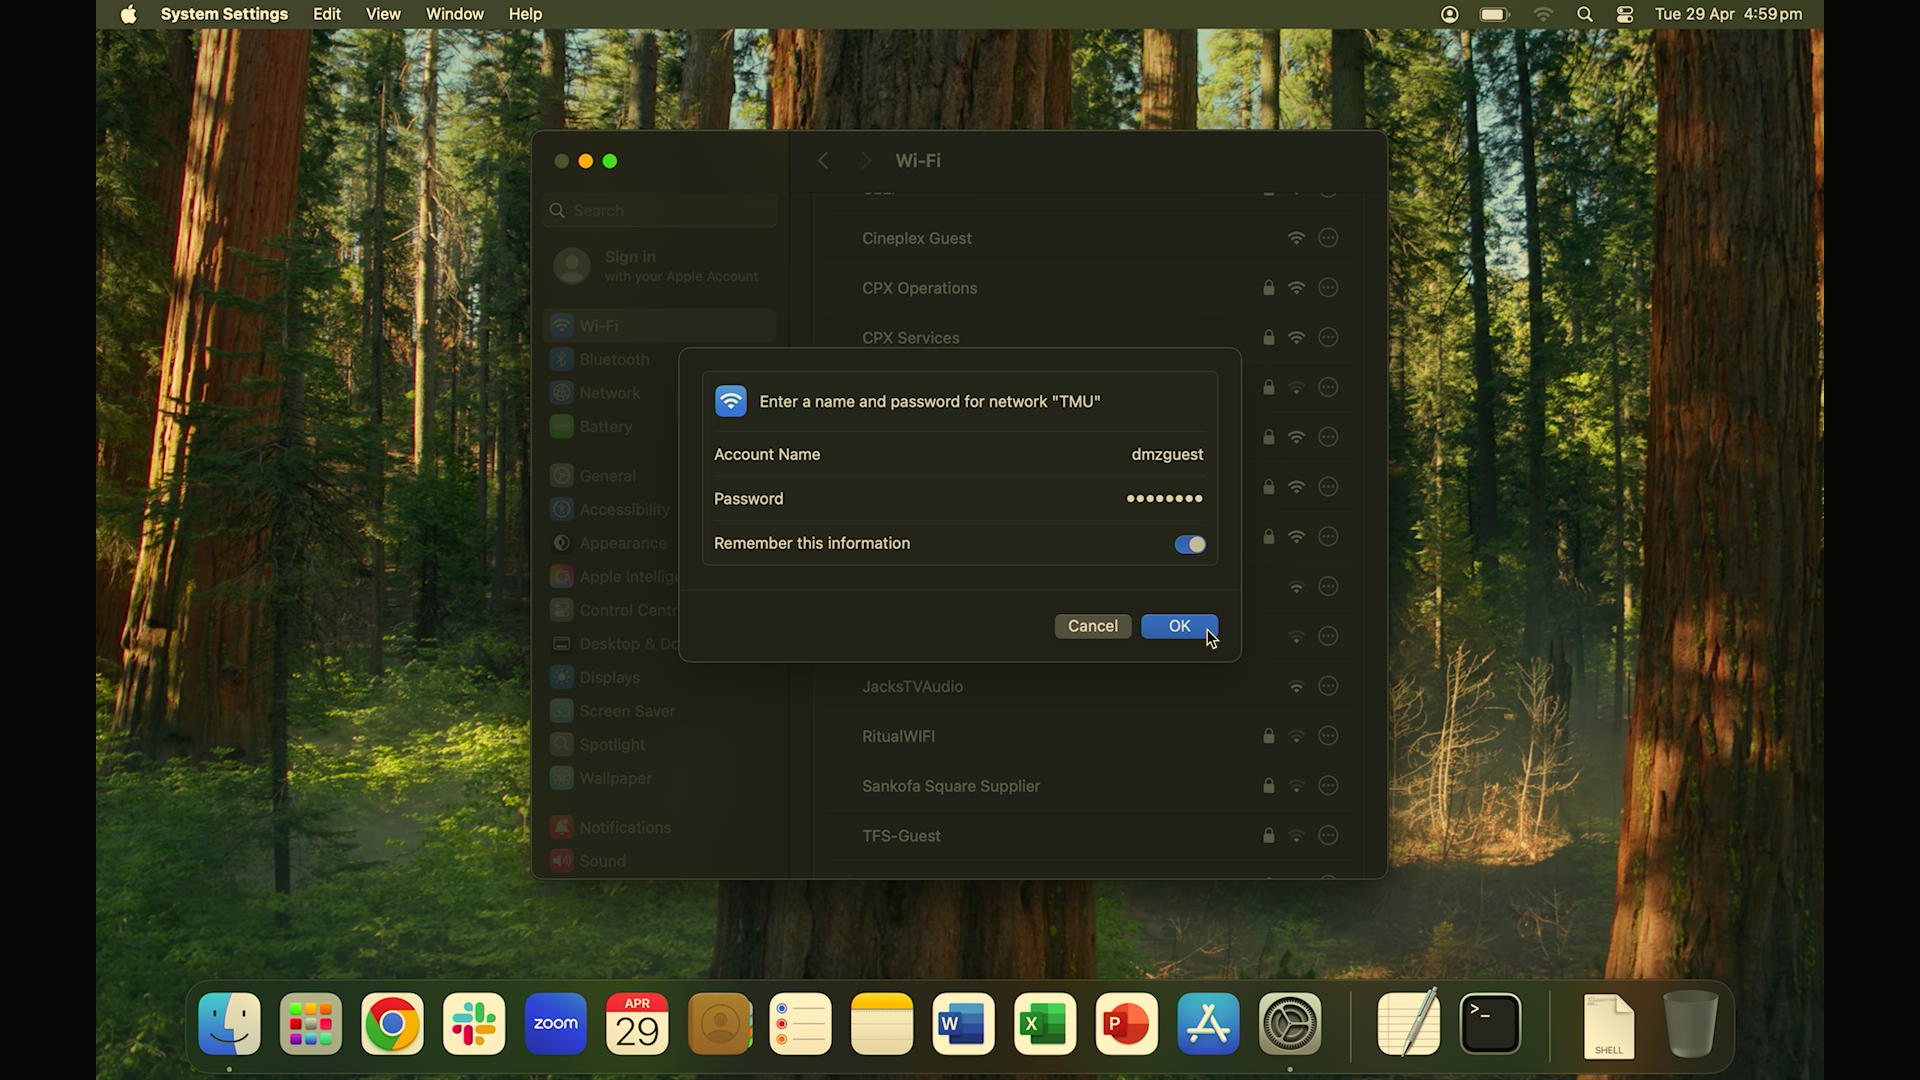 System Settings Edit View Window Help Tue 29 Apr 4:59 pm
Wi-Fi
Search
Sign in
with your Apple Account
Wi-Fi
Bluetooth
Network
Battery
General
Accessibility
Appearance
Apple Intellig
Control Centr
Desktop & Do
Displays
Screen Saver
Spotlight
Wallpaper
Notifications
Sound
Cineplex Guest
CPX Operations
CPX Services
Enter a name and password for network "TMU"
Account Name dmzguest
Password ••••••••
Remember this information
Cancel OK
JacksTVAudio
RitualWIFI
Sankofa Square Supplier
TFS-Guest
zoom
APR
29
W
X
P
>_
SHELL